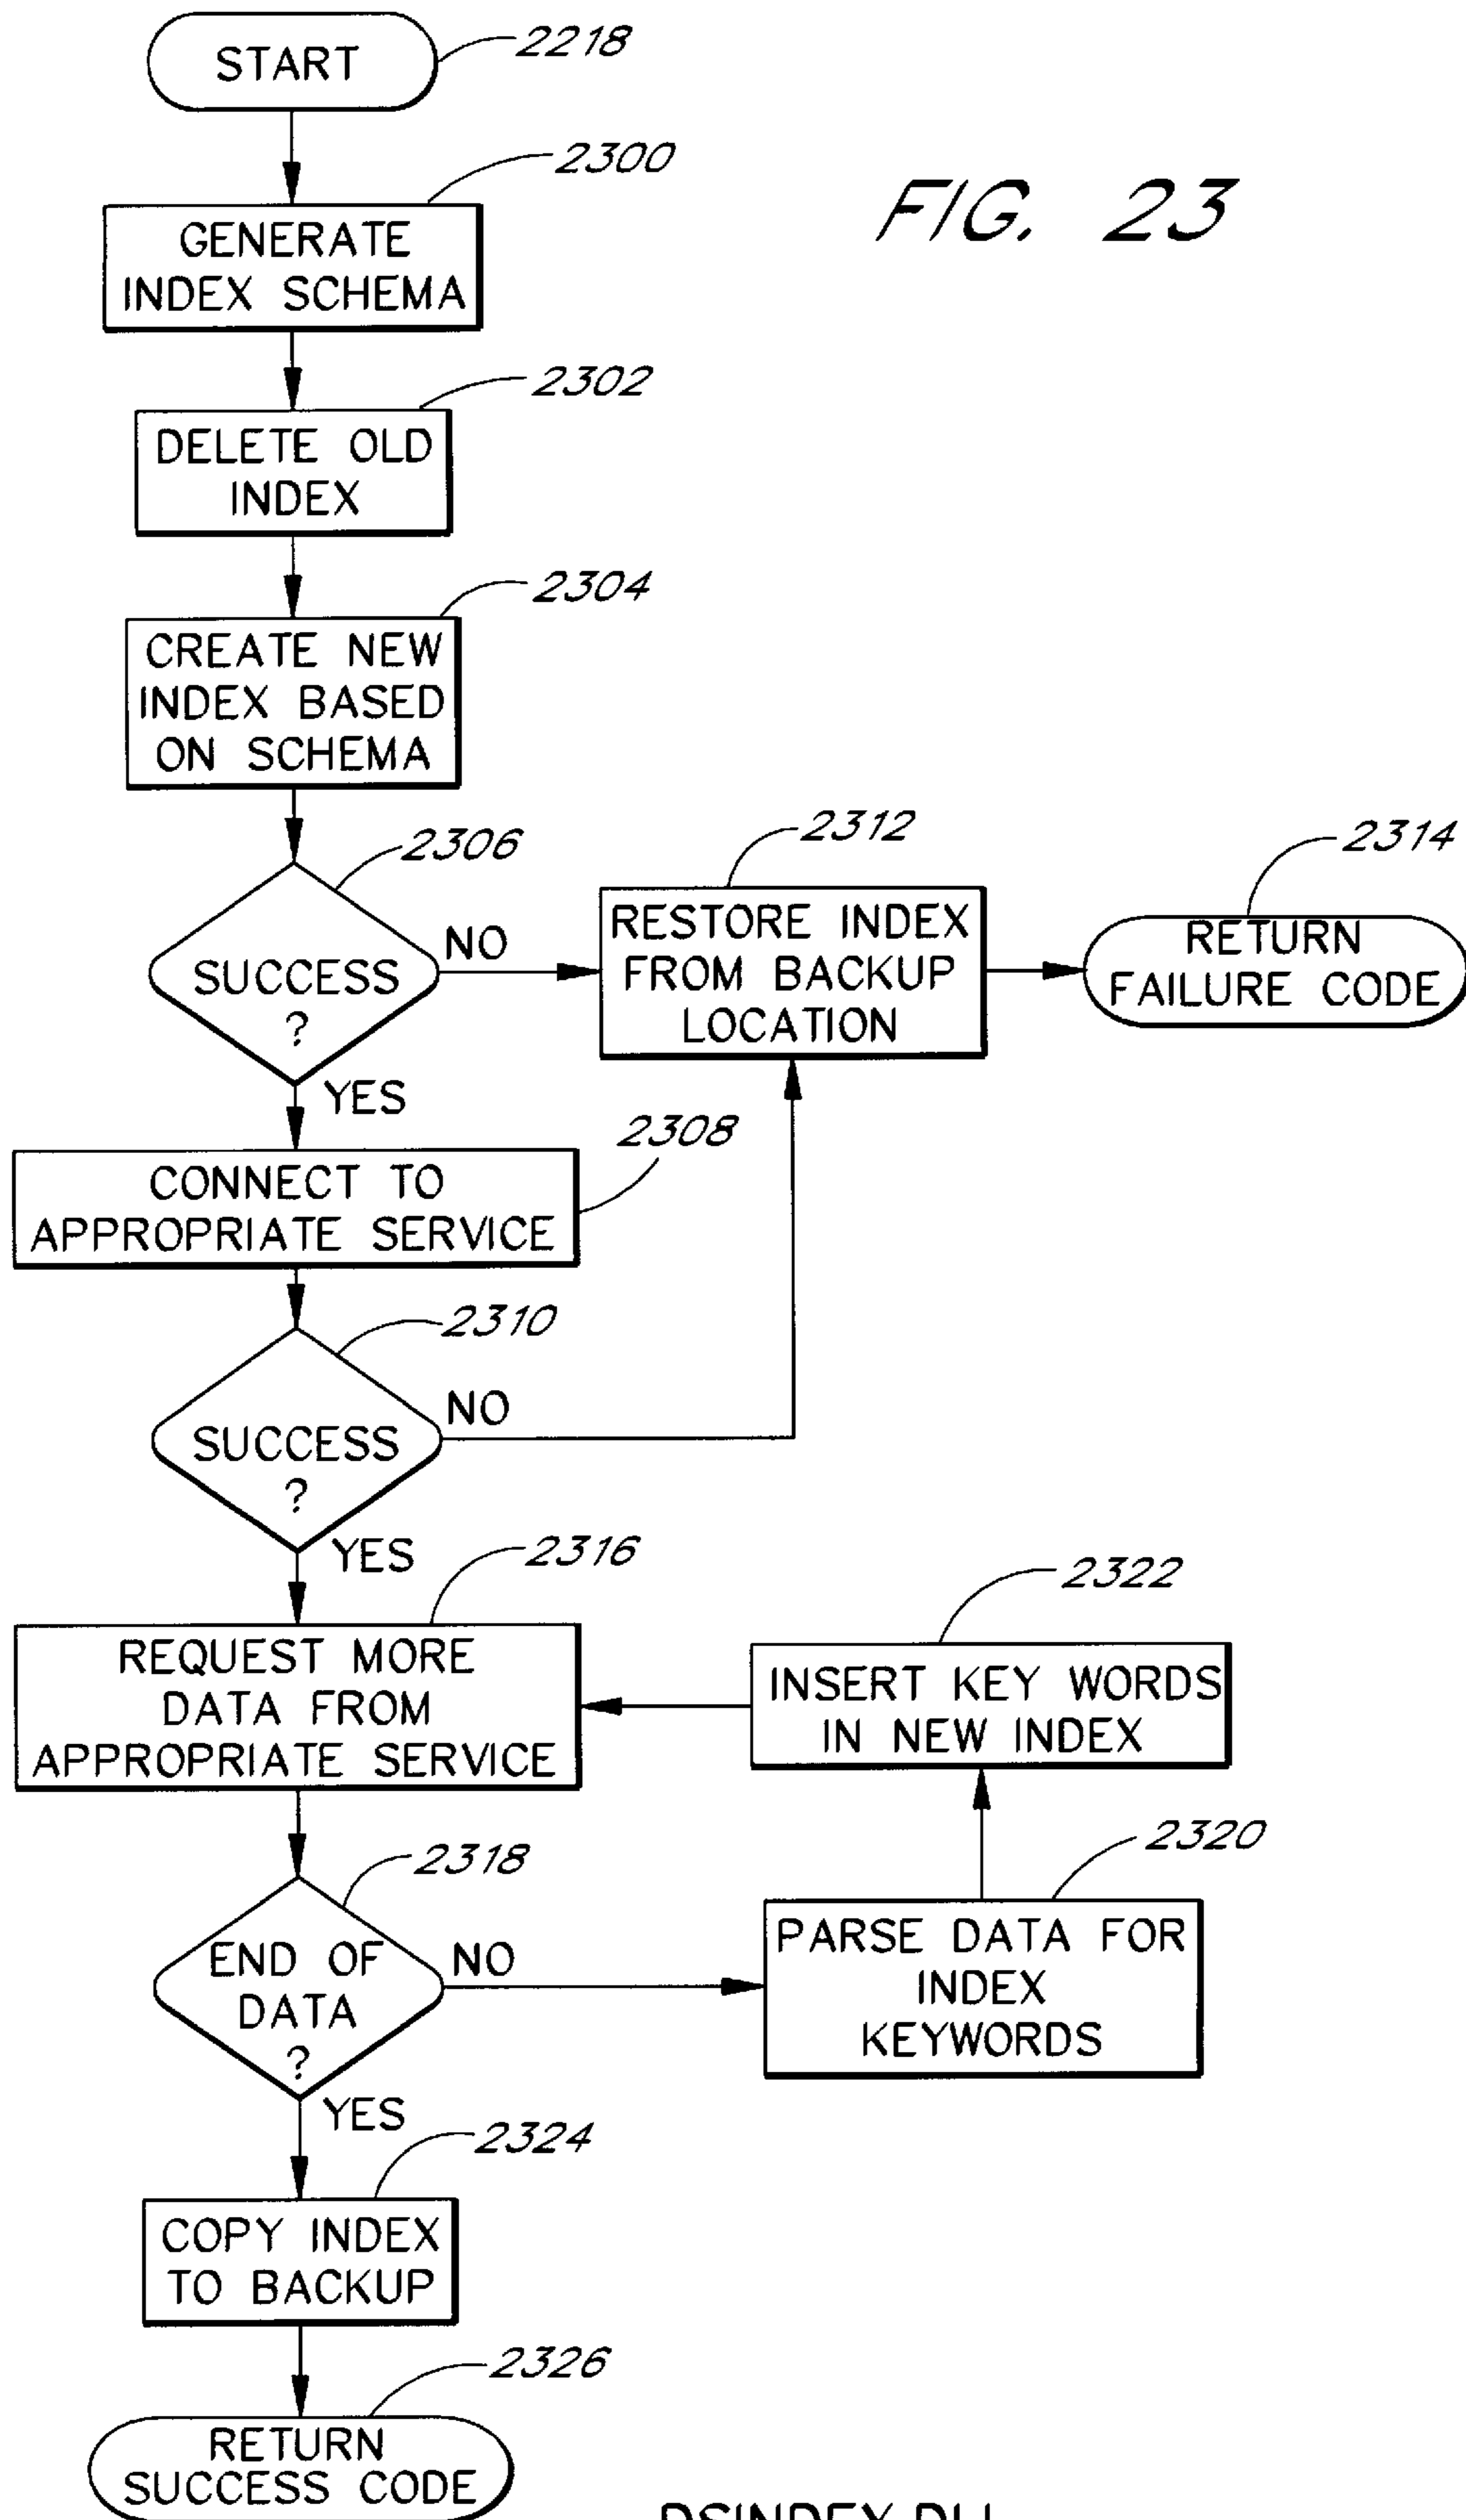 START
2218
2300
FIG. 23
GENERATE
INDEX SCHEMA
2302
DELETE OLD
INDEX
2304
CREATE NEW
INDEX BASED
ON SCHEMA
2306
SUCCESS
?
NO
2312
RESTORE INDEX
FROM BACKUP
LOCATION
2314
RETURN
FAILURE CODE
YES
2308
CONNECT TO
APPROPRIATE SERVICE
2310
SUCCESS
?
NO
YES
2316
REQUEST MORE
DATA FROM
APPROPRIATE SERVICE
2322
INSERT KEY WORDS
IN NEW INDEX
2318
END OF
DATA
?
NO
2320
PARSE DATA FOR
INDEX
KEYWORDS
YES
2324
COPY INDEX
TO BACKUP
2326
RETURN
SUCCESS CODE